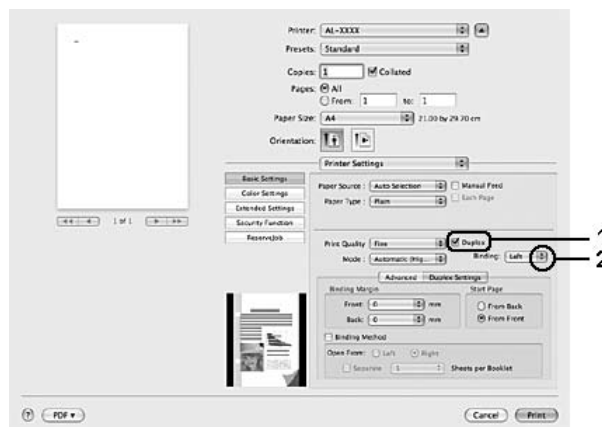 Printer: AL-XXXX
Presets: Standard
Copies: 1 Collated
Pages: All
From: 1 to: 1
Paper Size: A4 21.00 by 29.70 cm
Orientation:
Printer Settings
Basic Settings
Color Settings
Extended Settings
Security Function
ReserveJob
Paper Source : Auto Selection Manual Feed
Paper Type : Plain Each Page
1 of 1
Print Quality : Fine Duplex 1
Mode : Automatic (Hig... Binding: Left 2
Advanced Duplex Settings
Binding Margin Start Page
Front: 0 mm From Back
Back: 0 mm From Front
Binding Method
Open From: Left Right
Separate 1 Sheets per Booklet
? PDF Cancel Print